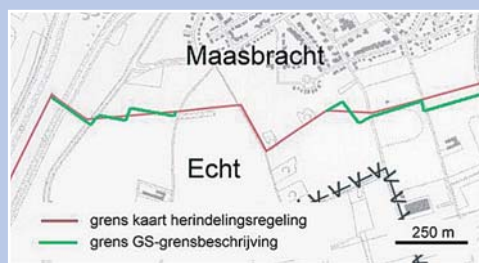 Maasbracht
Echt
grens kaart herindelingsregeling
grens GS-grensbeschrijving
250 m